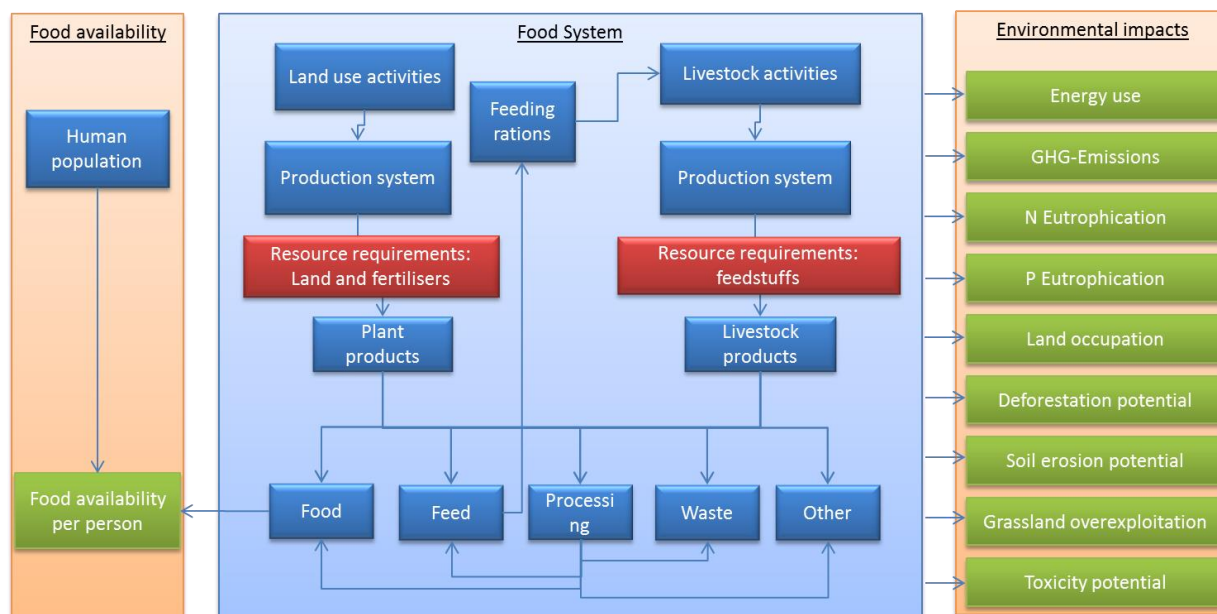 Food availability
Human
population
Food availability
per person
Food System
Land use activities
Feeding
rations
Livestock activities
Production system
Production system
Resource requirements:
Land and fertilisers
Resource requirements:
feedstuffs
Plant
products
Livestock
products
Food
Feed
Processi
ng
Waste
Other
Environmental impacts
Energy use
GHG-Emissions
N Eutrophication
P Eutrophication
Land occupation
Deforestation potential
Soil erosion potential
Grassland overexploitation
Toxicity potential